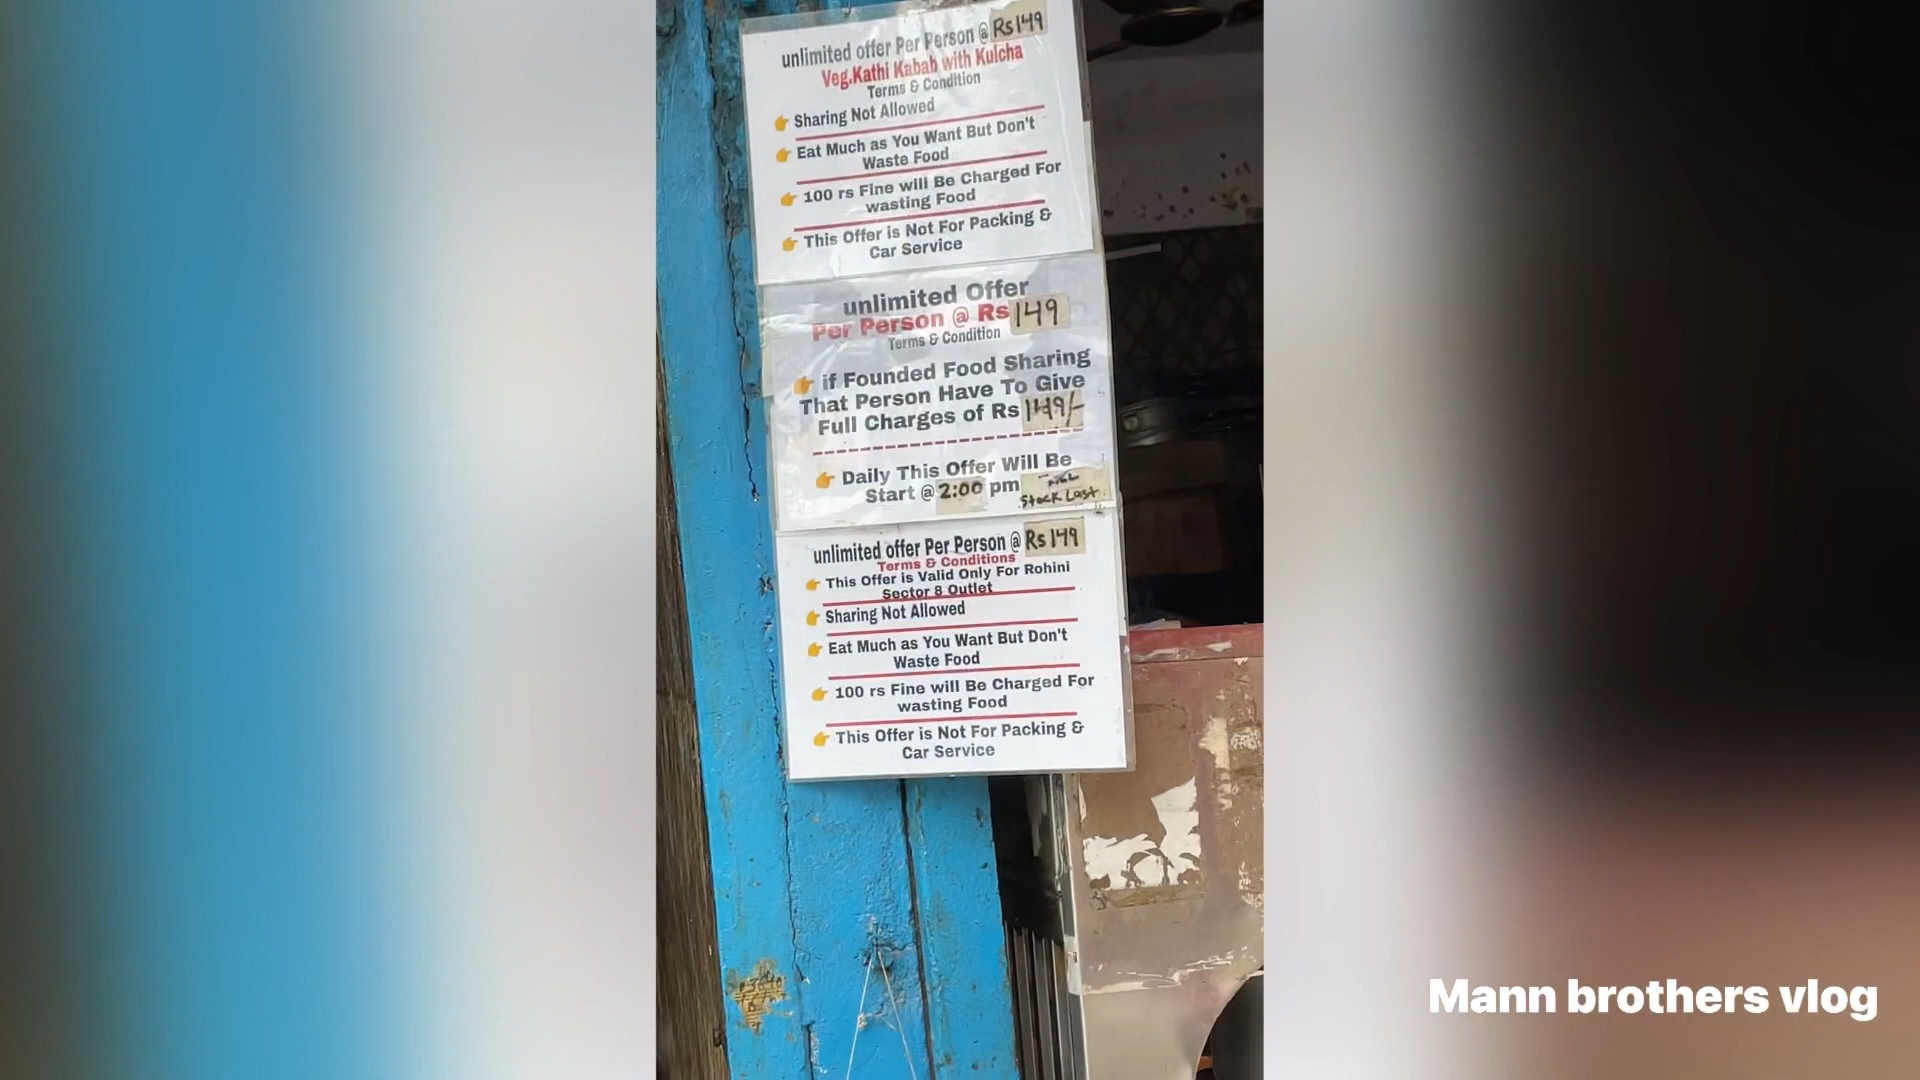 unlimited offer Per Person @ Rs 149
Veg.Kathi Kabab with Kulcha
Terms & Condition
👉 Sharing Not Allowed
👉 Eat Much as You Want But Don't
Waste Food
👉 100 rs Fine will Be Charged For
wasting Food
👉 This Offer is Not For Packing &
Car Service
unlimited Offer
Per Person @ Rs 149
Terms & Condition
👉 if Founded Food Sharing
That Person Have To Give
Full Charges of Rs 149/-
👉 Daily This Offer Will Be
Start @ 2:00 pm
Stock Last
unlimited offer Per Person @ Rs 149
Terms & Conditions
👉 This Offer is Valid Only For Rohini
Sector 8 Outlet
👉 Sharing Not Allowed
👉 Eat Much as You Want But Don't
Waste Food
👉 100 rs Fine will Be Charged For
wasting Food
👉 This Offer is Not For Packing &
Car Service
Mann brothers vlog